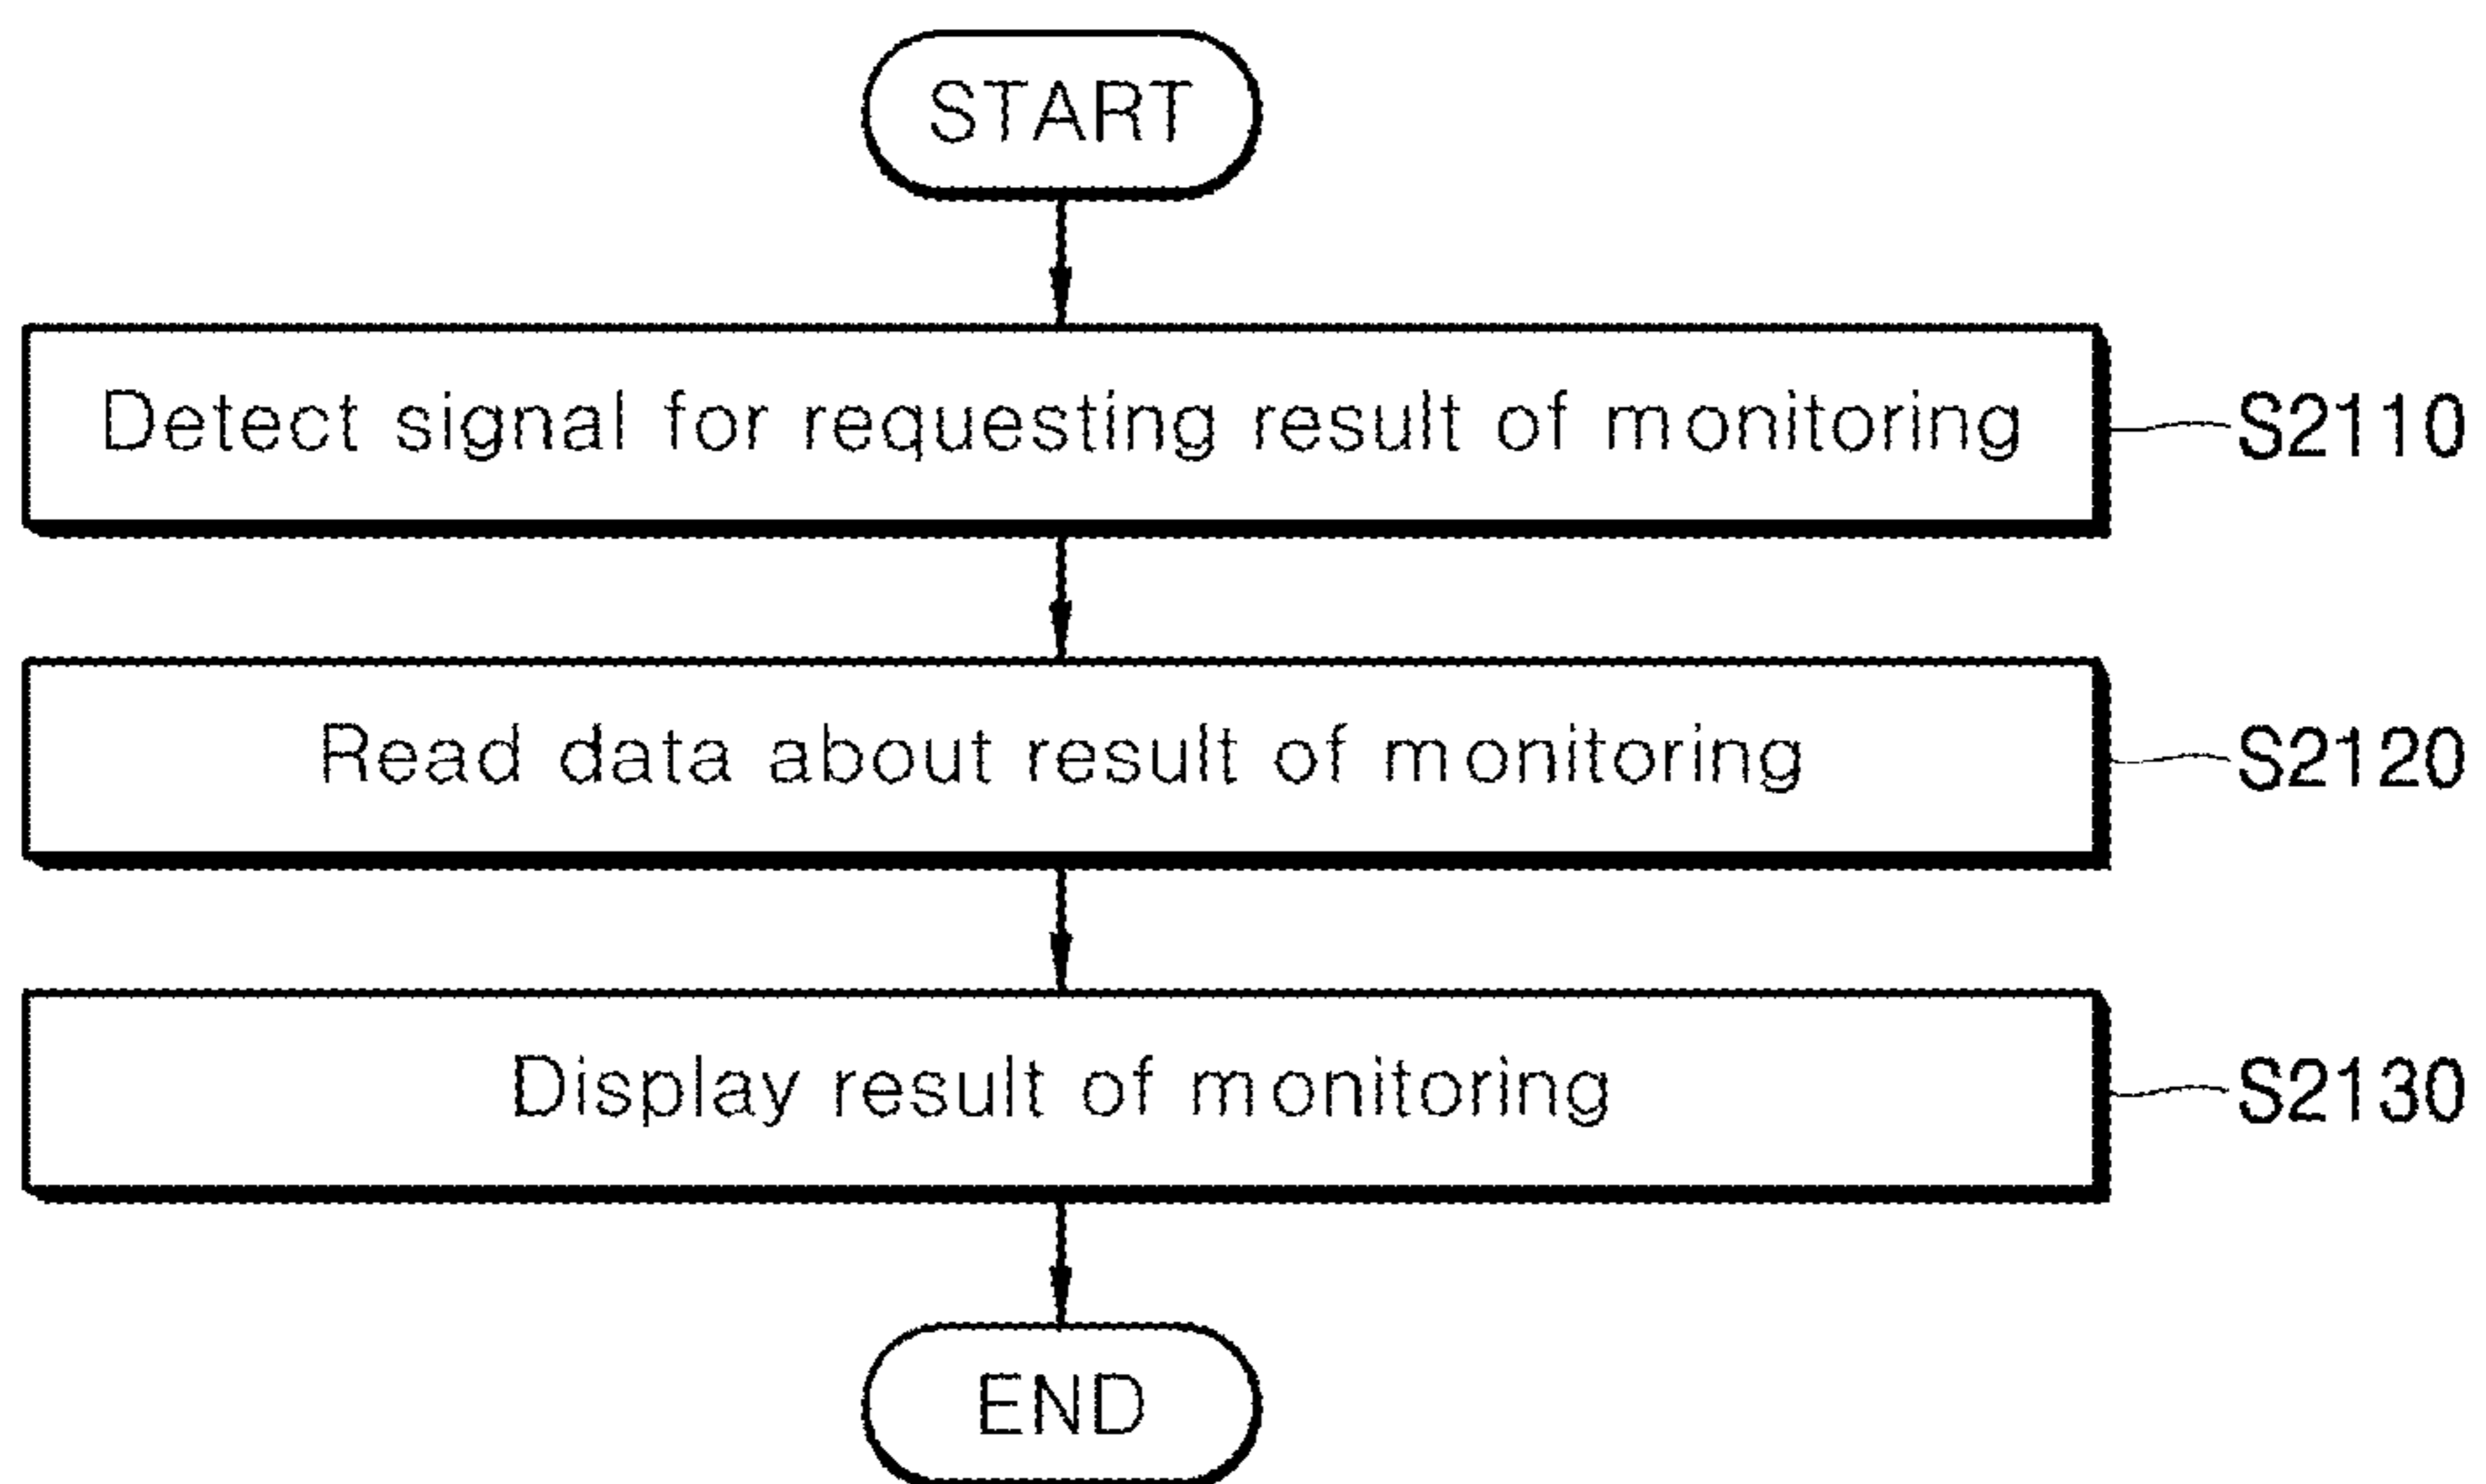 START
Detect signal for requesting result of monitoring
S2110
Read data about result of monitoring
S2120
Display result of monitoring
S2130
END